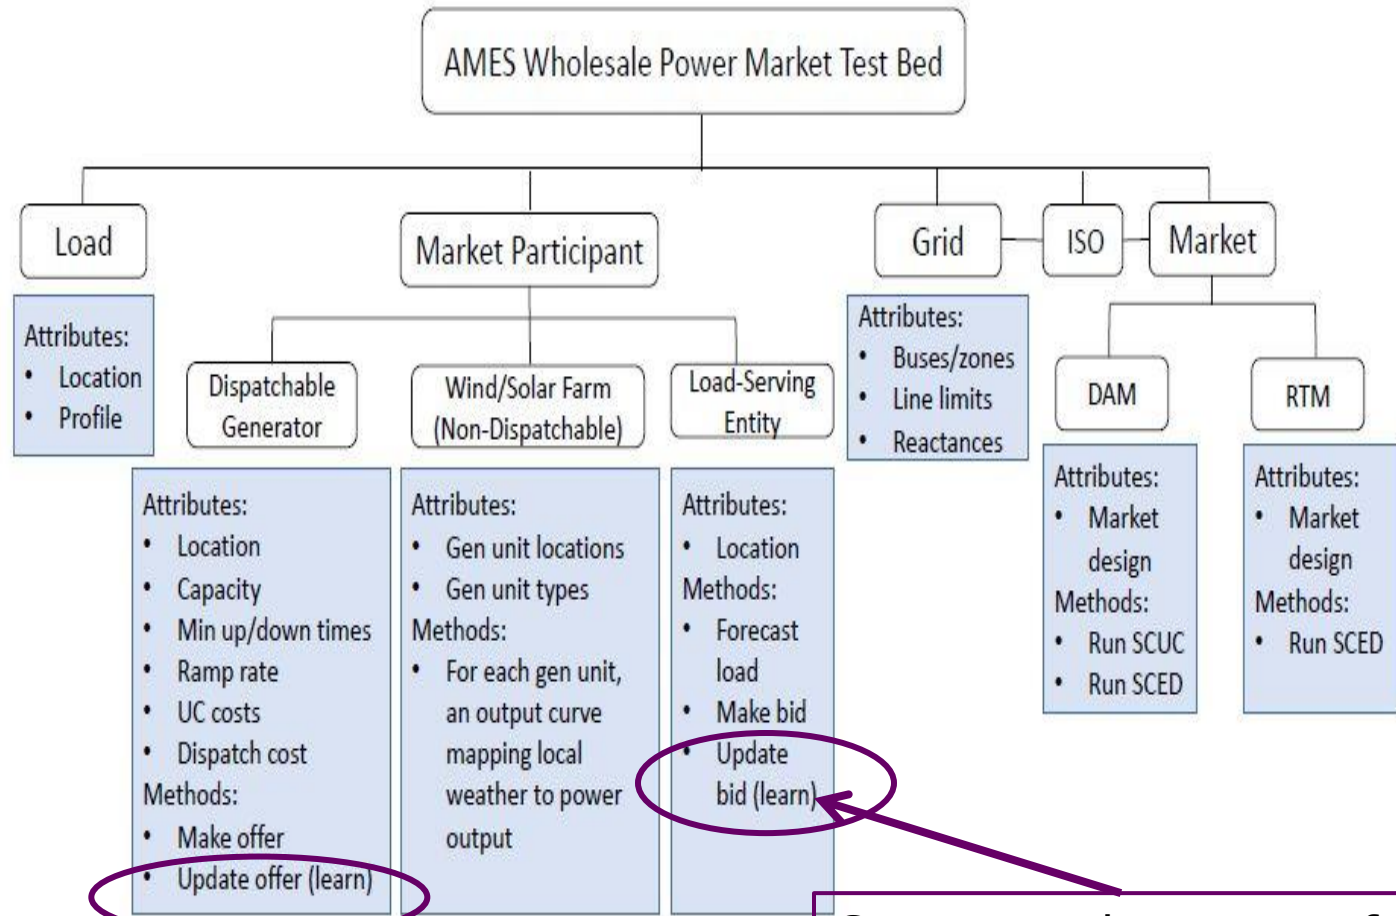 AMES Wholesale Power Market Test Bed
Load
Market Participant
Grid
ISO
Market
Attributes:
• Location
• Profile
Dispatchable
Generator
Wind/Solar Farm
(Non-Dispatchable)
Load-Serving
Entity
Attributes:
• Buses/zones
• Line limits
• Reactances
DAM
RTM
Attributes:
• Location
• Capacity
• Min up/down times
• Ramp rate
• UC costs
• Dispatch cost
Methods:
• Make offer
• Update offer (learn)
Attributes:
• Gen unit locations
• Gen unit types
Methods:
• For each gen unit,
an output curve
mapping local
weather to power
output
Attributes:
• Location
Methods:
• Forecast
load
• Make bid
• Update
bid (learn)
Attributes:
• Market
design
Methods:
• Run SCUC
• Run SCED
Attributes:
• Market
design
Methods:
• Run SCED